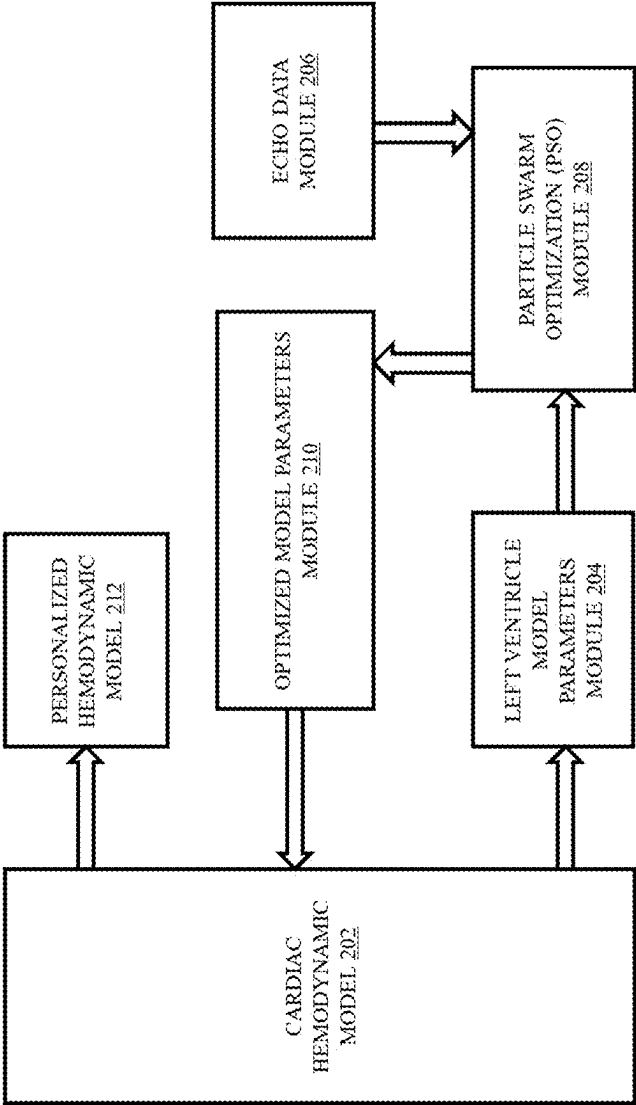 CARDIAC
HEMODYNAMIC
MODEL 202
PERSONALIZED
HEMODYNAMIC
MODEL 212
OPTIMIZED MODEL PARAMETERS
MODULE 210
LEFT VENTRICLE
MODEL
PARAMETERS
MODULE 204
ECHO DATA
MODULE 206
PARTICLE SWARM
OPTIMIZATION (PSO)
MODULE 208